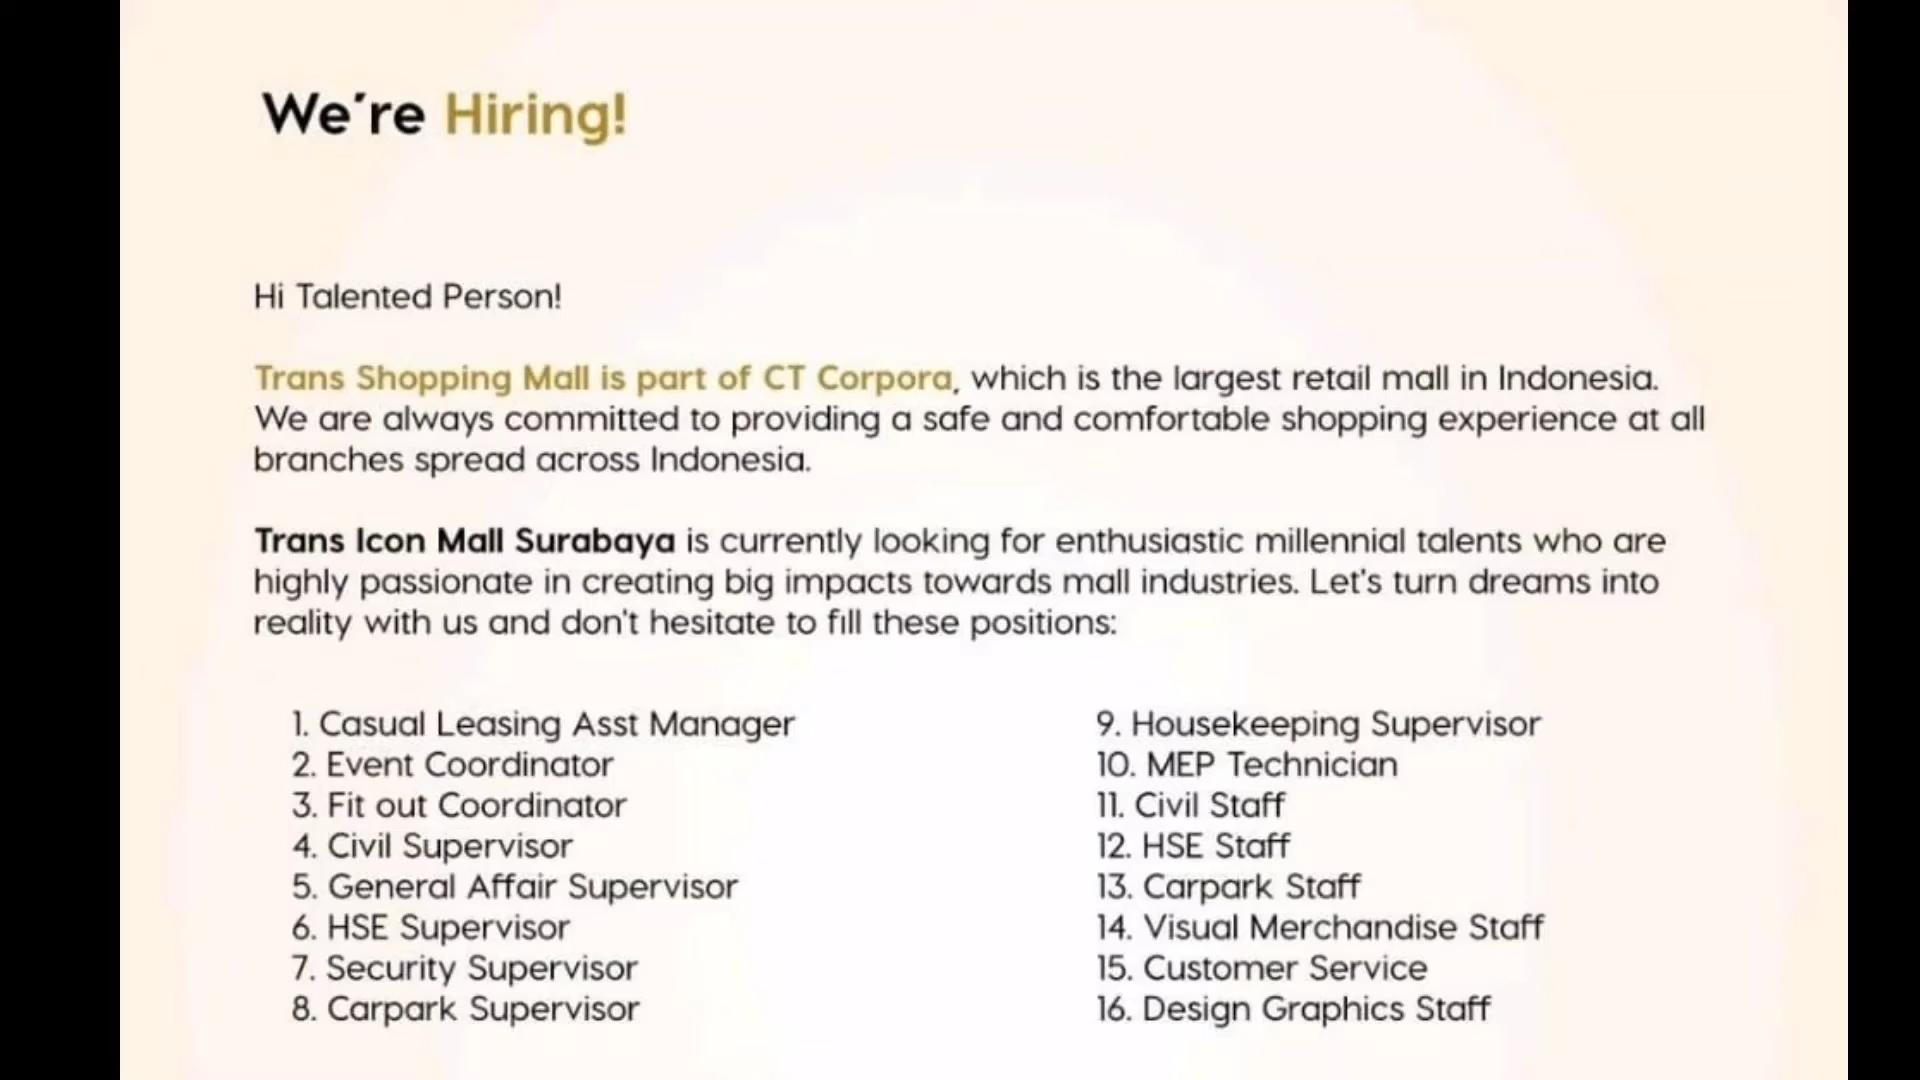 We´re Hiring!
Hi Talented Person!
Trans Shopping Mall is part of CT Corpora, which is the largest retail mall in Indonesia.
We are always committed to providing a safe and comfortable shopping experience at all
branches spread across Indonesia.
Trans Icon Mall Surabaya is currently looking for enthusiastic millennial talents who are
highly passionate in creating big impacts towards mall industries. Let's turn dreams into
reality with us and don't hesitate to fill these positions:
1. Casual Leasing Asst Manager
2. Event Coordinator
3. Fit out Coordinator
4. Civil Supervisor
5. General Affair Supervisor
6. HSE Supervisor
7. Security Supervisor
8. Carpark Supervisor
9. Housekeeping Supervisor
10. MEP Technician
11. Civil Staff
12. HSE Staff
13. Carpark Staff
14. Visual Merchandise Staff
15. Customer Service
16. Design Graphics Staff